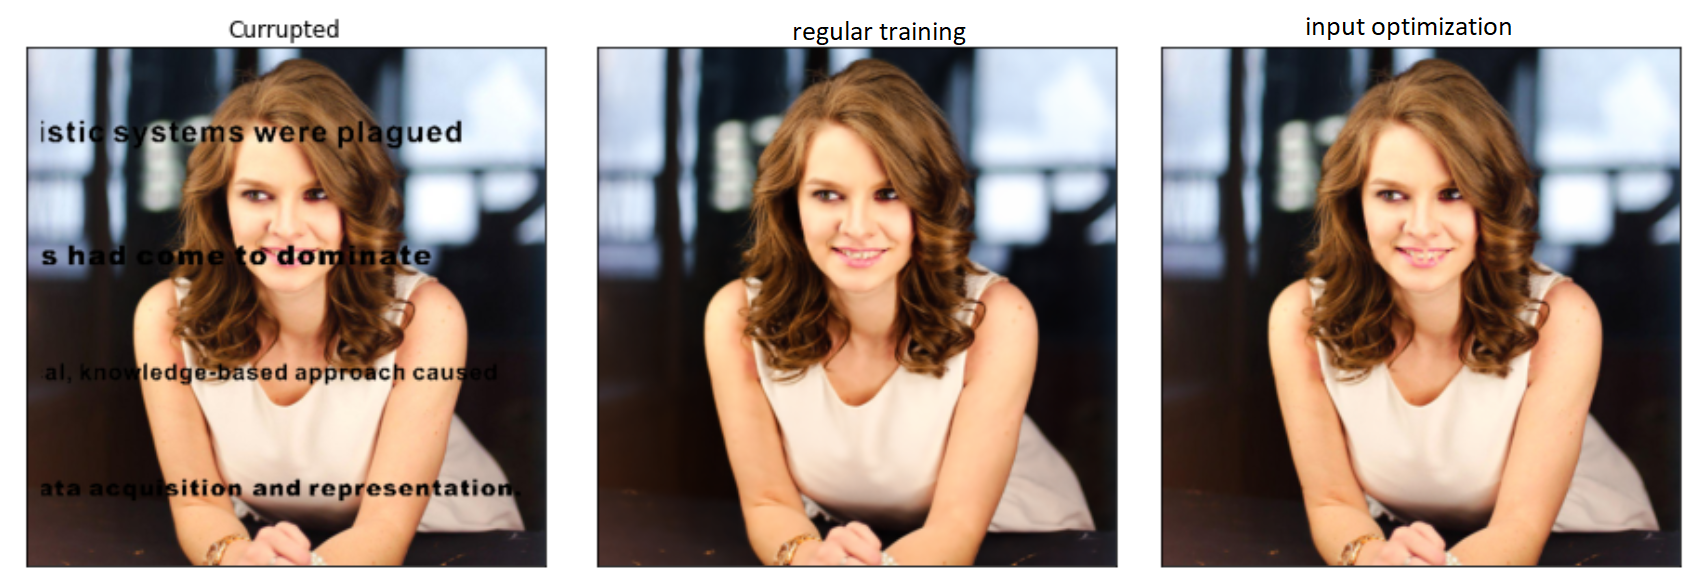 Currupted
regular training
input optimization
istic systems were plagued
s had come to dominate
al, knowledge-based approach caused
ata acquisition and representation.